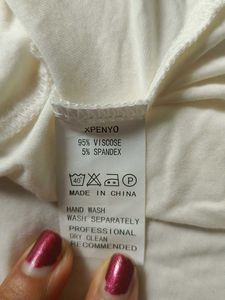 XPENYO
95% VISCOSE
5% SPANDEX
40° P
MADE IN CHINA
HAND WASH
WASH SEPARATELY
PROFESSIONAL
DRY CLEAN
RECOMMENDED